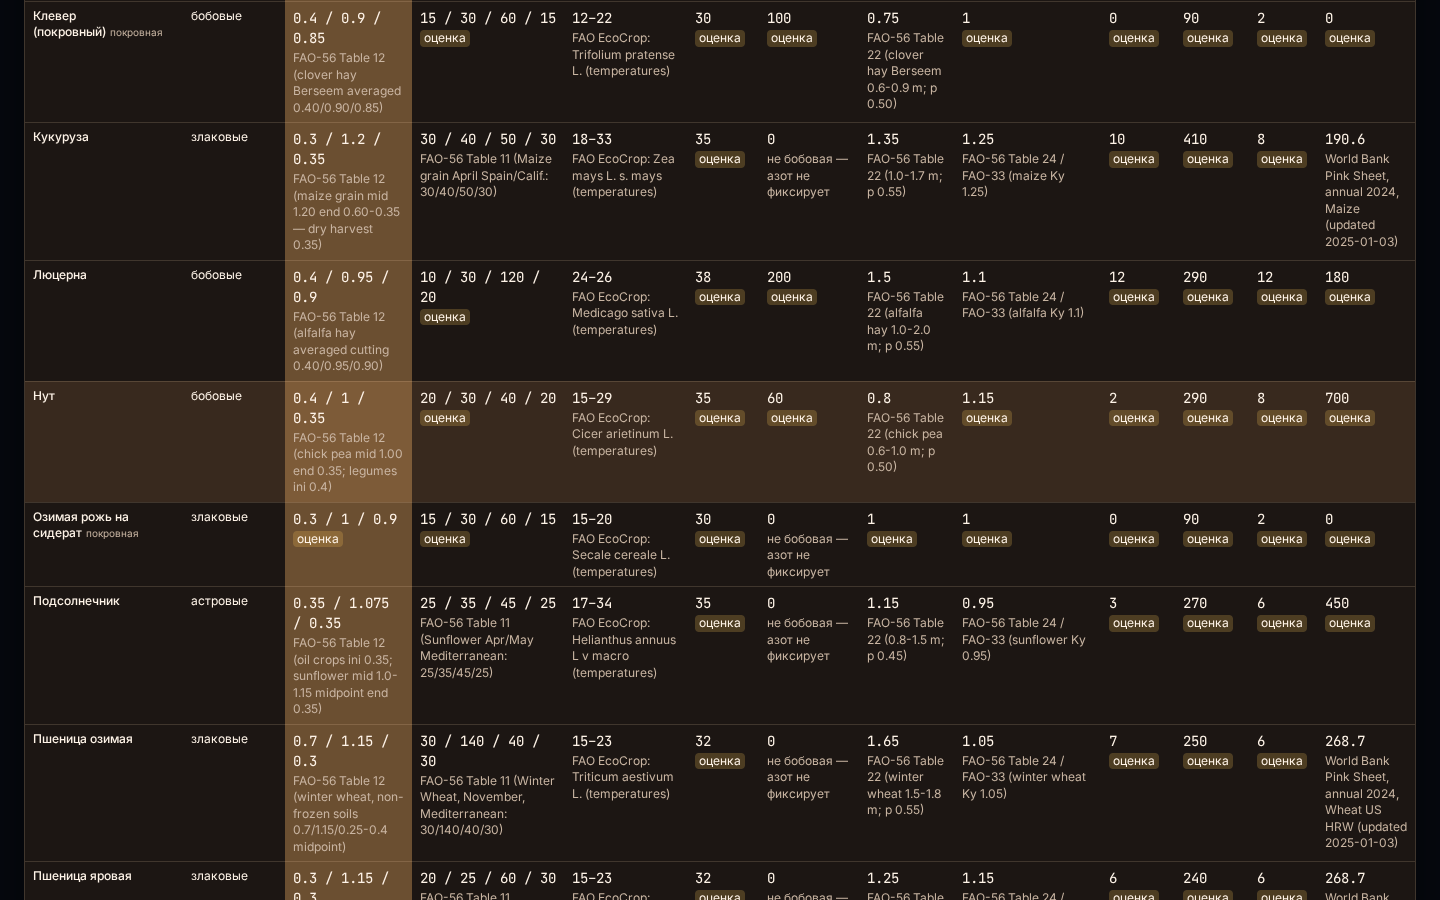 Клевер
(покровный) покровная
бобовые
0.4 / 0.9 /
0.85
FAO-56 Table 12
(clover hay
Berseem averaged
0.40/0.90/0.85)
15 / 30 / 60 / 15
оценка
12–22
FAO EcoCrop:
Trifolium pratense
L. (temperatures)
30
оценка
100
оценка
0.75
FAO-56 Table
22 (clover
hay Berseem
0.6-0.9 m; p
0.50)
1
оценка
0
оценка
90
оценка
2
оценка
0
оценка
Кукуруза
злаковые
0.3 / 1.2 /
0.35
FAO-56 Table 12
(maize grain mid
1.20 end 0.60-0.35
— dry harvest
0.35)
30 / 40 / 50 / 30
FAO-56 Table 11 (Maize
grain April Spain/Calif.:
30/40/50/30)
18–33
FAO EcoCrop: Zea
mays L. s. mays
(temperatures)
35
оценка
0
не бобовая —
азот не
фиксирует
1.35
FAO-56 Table
22 (1.0-1.7 m;
p 0.55)
1.25
FAO-56 Table 24 /
FAO-33 (maize Ky
1.25)
10
оценка
410
оценка
8
оценка
190.6
World Bank
Pink Sheet,
annual 2024,
Maize
(updated
2025-01-03)
Люцерна
бобовые
0.4 / 0.95 /
0.9
FAO-56 Table 12
(alfalfa hay
averaged cutting
0.40/0.95/0.90)
10 / 30 / 120 /
20
оценка
24–26
FAO EcoCrop:
Medicago sativa L.
(temperatures)
38
оценка
200
оценка
1.5
FAO-56 Table
22 (alfalfa
hay 1.0-2.0
m; p 0.55)
1.1
FAO-56 Table 24 /
FAO-33 (alfalfa Ky 1.1)
12
оценка
290
оценка
12
оценка
180
оценка
Нут
бобовые
0.4 / 1 /
0.35
FAO-56 Table 12
(chick pea mid 1.00
end 0.35; legumes
ini 0.4)
20 / 30 / 40 / 20
оценка
15–29
FAO EcoCrop:
Cicer arietinum L.
(temperatures)
35
оценка
60
оценка
0.8
FAO-56 Table
22 (chick pea
0.6-1.0 m; p
0.50)
1.15
оценка
2
оценка
290
оценка
8
оценка
700
оценка
Озимая рожь на
сидерат покровная
злаковые
0.3 / 1 / 0.9
оценка
15 / 30 / 60 / 15
оценка
15–20
FAO EcoCrop:
Secale cereale L.
(temperatures)
30
оценка
0
не бобовая —
азот не
фиксирует
1
оценка
1
оценка
0
оценка
90
оценка
2
оценка
0
оценка
Подсолнечник
астровые
0.35 / 1.075
/ 0.35
FAO-56 Table 12
(oil crops ini 0.35;
sunflower mid 1.0-
1.15 midpoint end
0.35)
25 / 35 / 45 / 25
FAO-56 Table 11
(Sunflower Apr/May
Mediterranean:
25/35/45/25)
17–34
FAO EcoCrop:
Helianthus annuus
L v macro
(temperatures)
35
оценка
0
не бобовая —
азот не
фиксирует
1.15
FAO-56 Table
22 (0.8-1.5 m;
p 0.45)
0.95
FAO-56 Table 24 /
FAO-33 (sunflower Ky
0.95)
3
оценка
270
оценка
6
оценка
450
оценка
Пшеница озимая
злаковые
0.7 / 1.15 /
0.3
FAO-56 Table 12
(winter wheat, non-
frozen soils
0.7/1.15/0.25-0.4
midpoint)
30 / 140 / 40 /
30
FAO-56 Table 11 (Winter
Wheat, November,
Mediterranean:
30/140/40/30)
15–23
FAO EcoCrop:
Triticum aestivum
L. (temperatures)
32
оценка
0
не бобовая —
азот не
фиксирует
1.65
FAO-56 Table
22 (winter
wheat 1.5-1.8
m; p 0.55)
1.05
FAO-56 Table 24 /
FAO-33 (winter wheat
Ky 1.05)
7
оценка
250
оценка
6
оценка
268.7
World Bank
Pink Sheet,
annual 2024,
Wheat US
HRW (updated
2025-01-03)
Пшеница яровая
злаковые
0.3 / 1.15 /
0.3
20 / 25 / 60 / 30
FAO-56 Table 11
15–23
FAO EcoCrop:
32
оценка
0
не бобовая —
1.25
FAO-56 Table
1.15
FAO-56 Table 24 /
6
оценка
240
оценка
6
оценка
268.7
World Bank